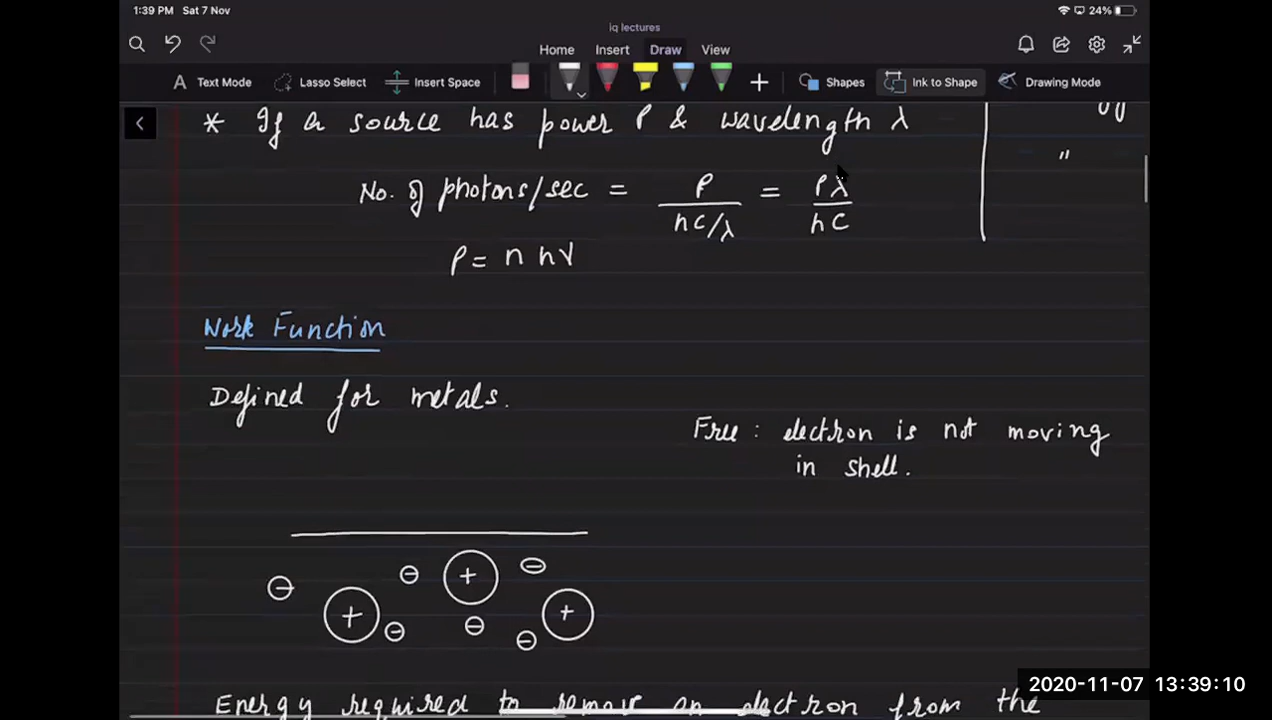 1:39 PM Sat 7 Nov
24%
iq lectures
Home Insert Draw View
Text Mode Lasso Select Insert Space Shapes Ink to Shape Drawing Mode
* If a source has power P & wavelength λ
"
No. of photons/sec = P / hc/λ = Pλ / hc
P = n hν
Work Function
Defined for metals.
Free : electron is not moving
in shell.
⊖ + ⊖ + ⊖ ⊖ + ⊖ ⊖
Energy required to remove an electron from the
2020-11-07 13:39:10